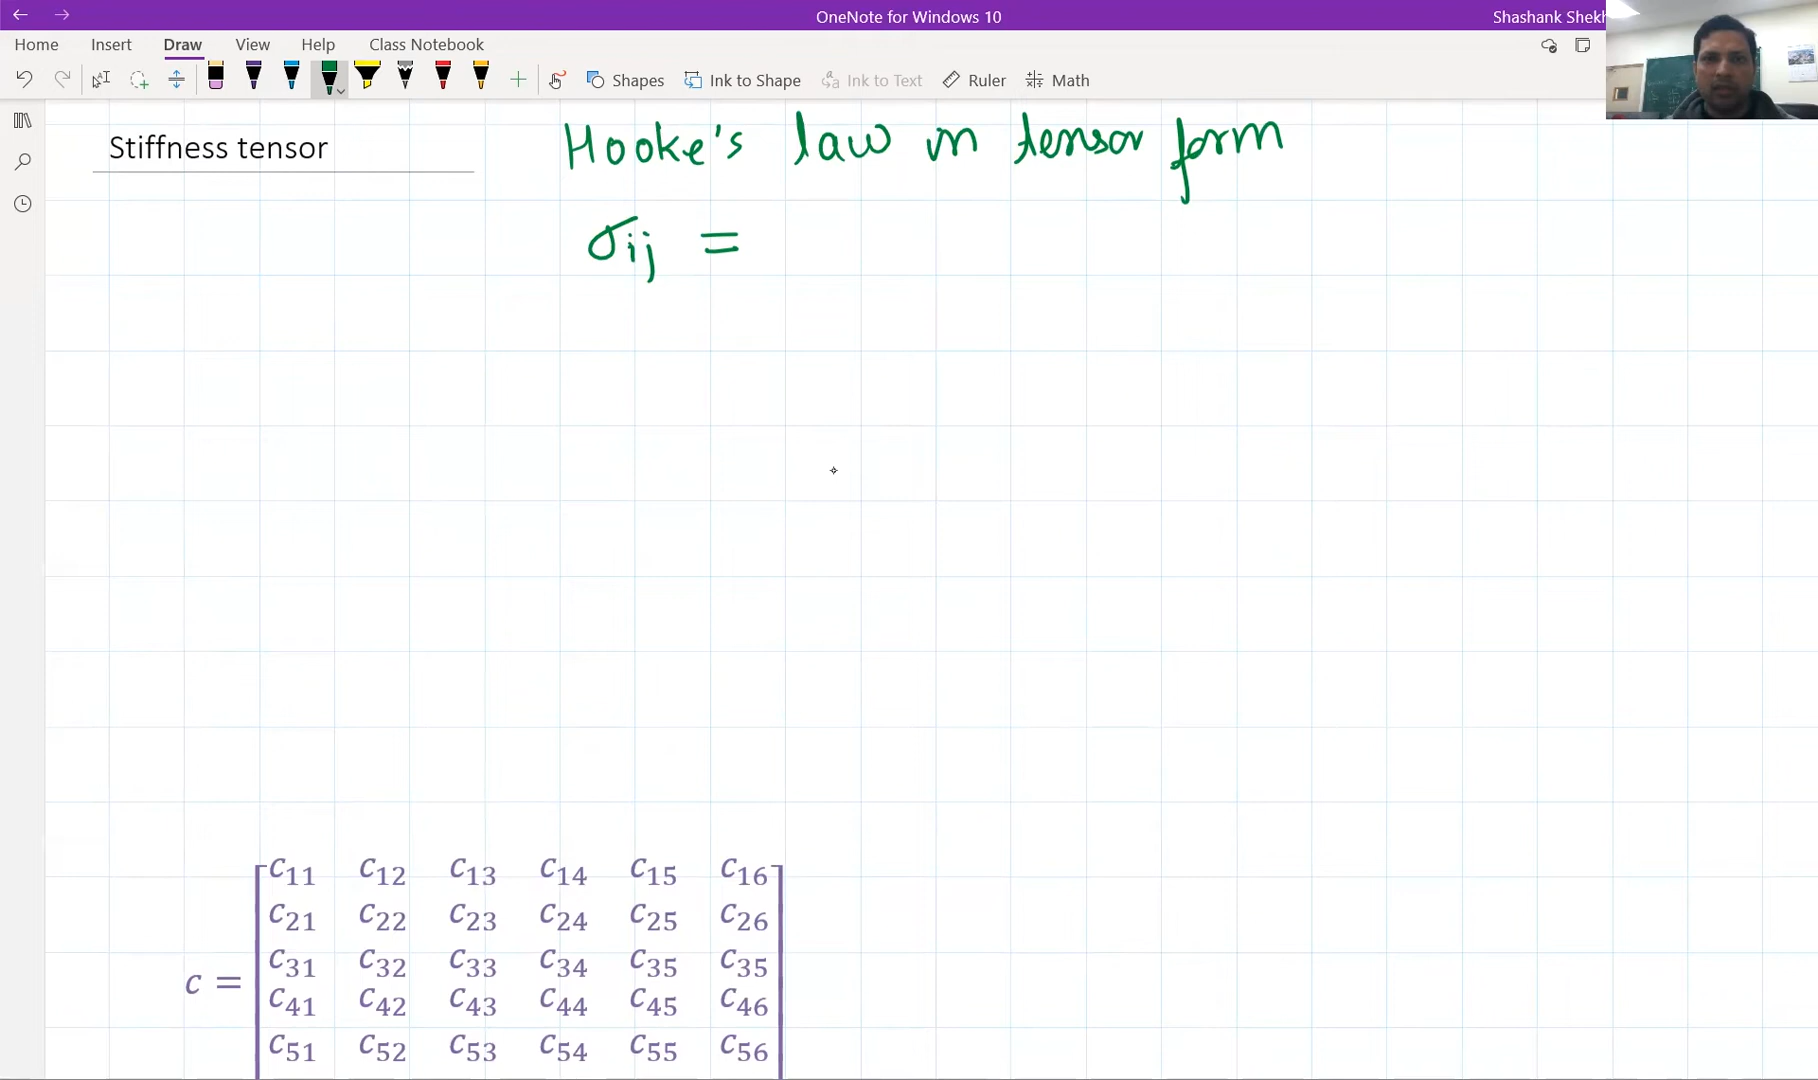 OneNote for Windows 10
Shashank Shekh
Home Insert Draw View Help Class Notebook
Shapes Ink to Shape Ink to Text Ruler Math
Stiffness tensor
Hooke's law in tensor form
σij =
c11 c12 c13 c14 c15 c16
c21 c22 c23 c24 c25 c26
c31 c32 c33 c34 c35 c35
c =
c41 c42 c43 c44 c45 c46
c51 c52 c53 c54 c55 c56